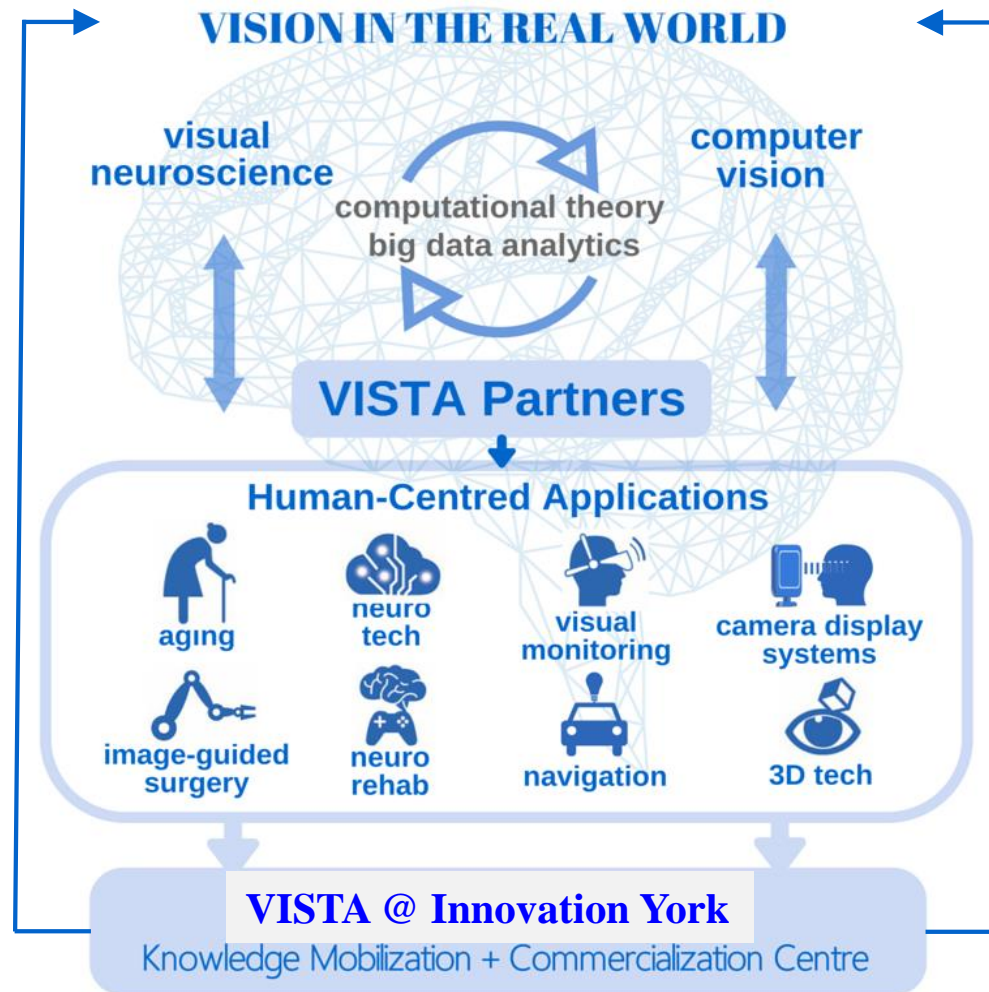 VISION IN THE REAL WORLD
visual
neuroscience
computer
vision
computational theory
big data analytics
VISTA Partners
Human-Centred Applications
aging
neuro
tech
visual
monitoring
camera display
systems
image-guided
surgery
neuro
rehab
navigation
3D tech
VISTA @ Innovation York
Knowledge Mobilization + Commercialization Centre